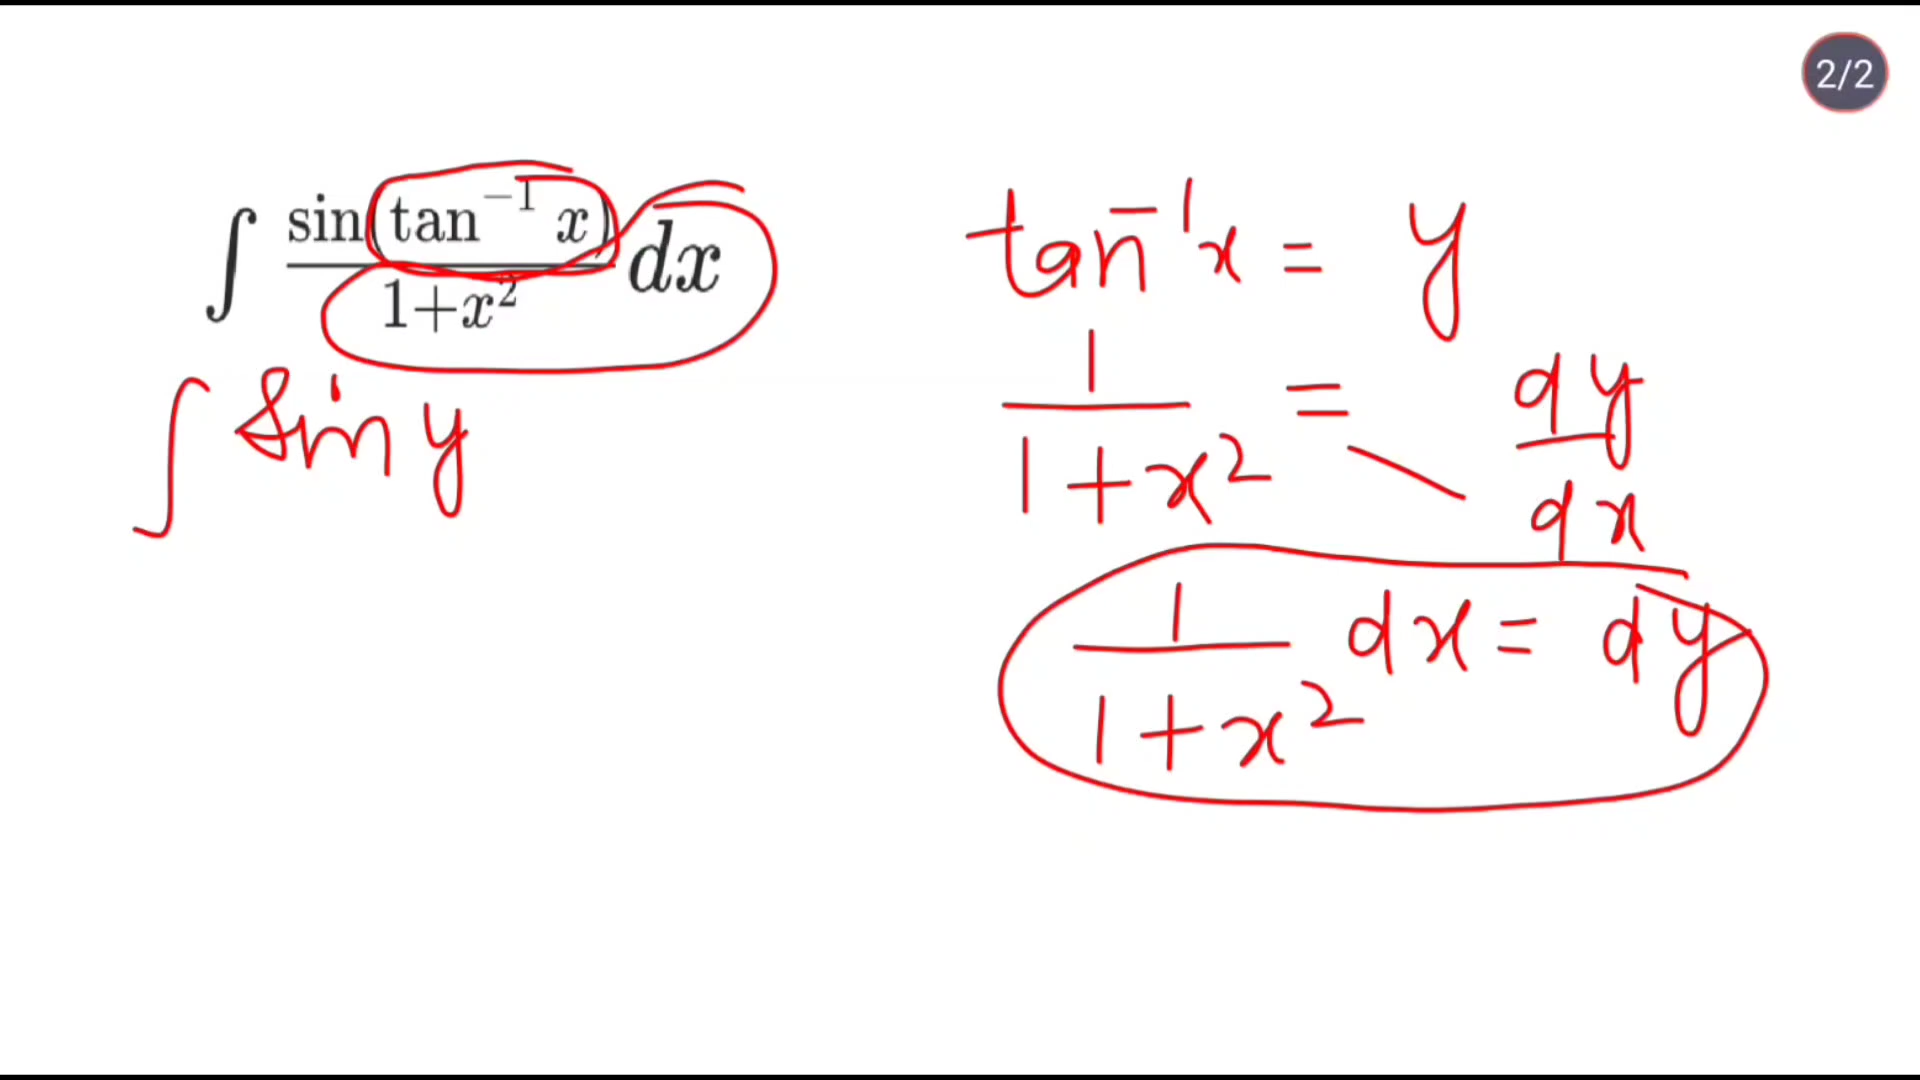 2/2
∫ sin(tan⁻¹ x) / 1+x² dx
∫ sin y
tan⁻¹x = y
1 / 1+x² = dy / dx
1 / 1+x² dx = dy